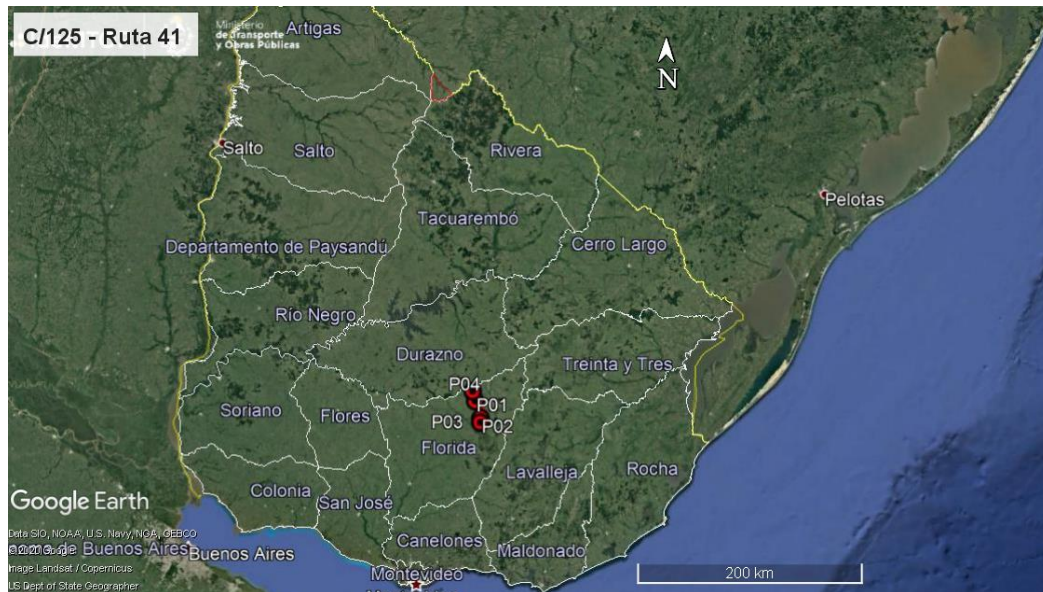 C/125 - Ruta 41
Ministerio
de Transporte
y Obras Públicas
Artigas
N
Salto
Salto
Rivera
Pelotas
Tacuarembó
Departamento de Paysandú
Cerro Largo
Río Negro
Durazno
Treinta y Tres
P04
P01
Soriano
Flores
P03
P02
Florida
Lavalleja
Rocha
Google Earth
Colonia
San José
Data SIO, NOAA, U.S. Navy, NGA, GEBCO
Canelones
de Buenos Aires
Buenos Aires
Maldonado
Image Landsat / Copernicus
Montevideo
200 km
US Dept of State Geographer